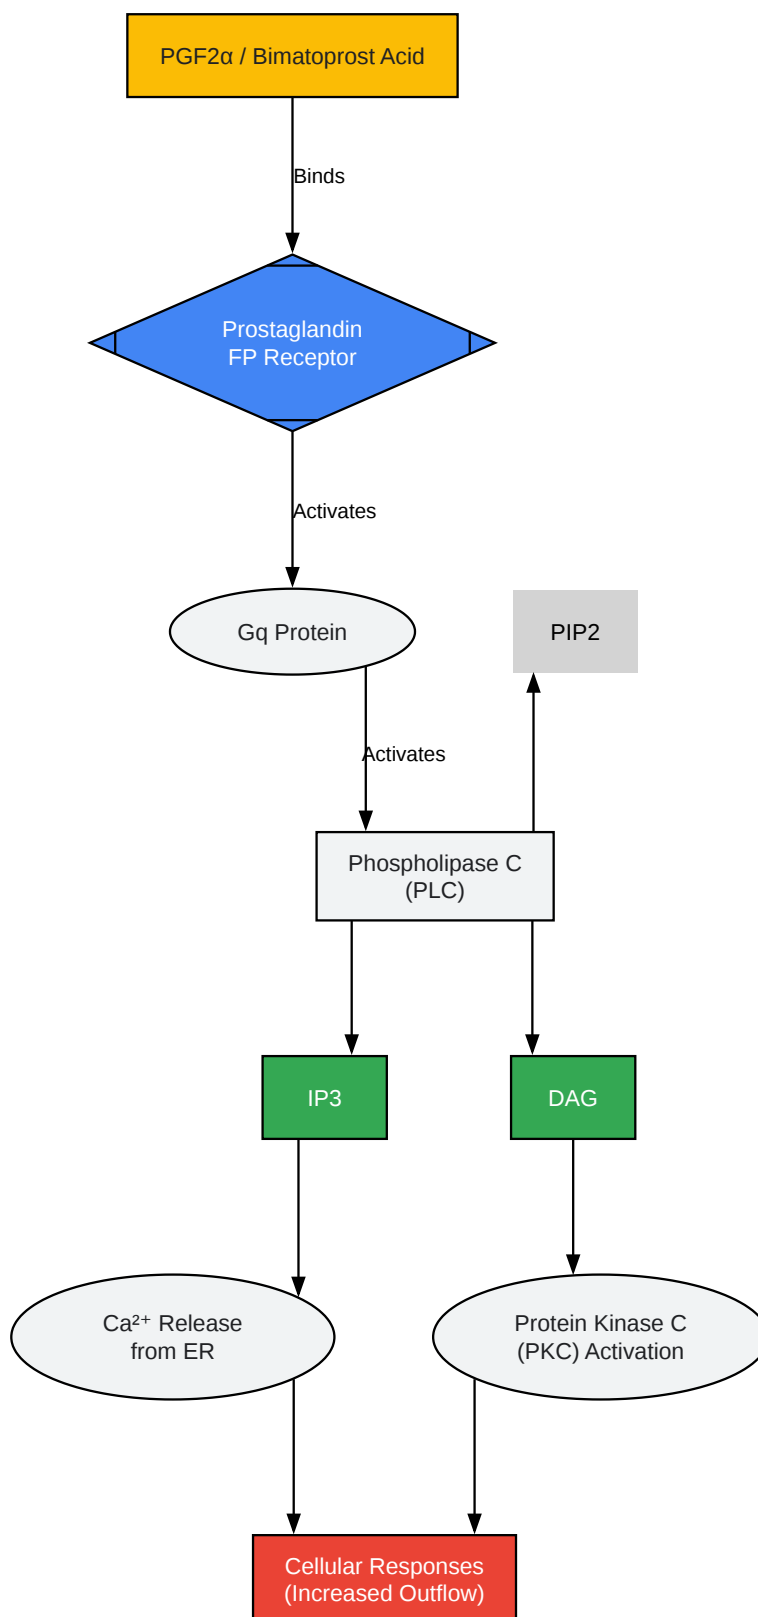 PGF2α / Bimatoprost Acid
Binds
Prostaglandin
FP Receptor
Activates
Gq Protein
PIP2
Activates
Phospholipase C
(PLC)
IP3
DAG
Ca²⁺ Release
from ER
Protein Kinase C
(PKC) Activation
Cellular Responses
(Increased Outflow)